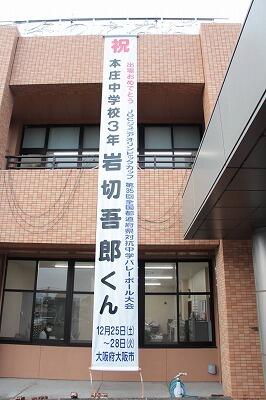 祝
出場おめでとう
JOCジュニアオリンピックカップ 第35回全国都道府県対抗中学バレーボール大会
本庄中学校3年 岩切吾郎くん
12月25日(土)
～28日(火)
大阪府大阪市